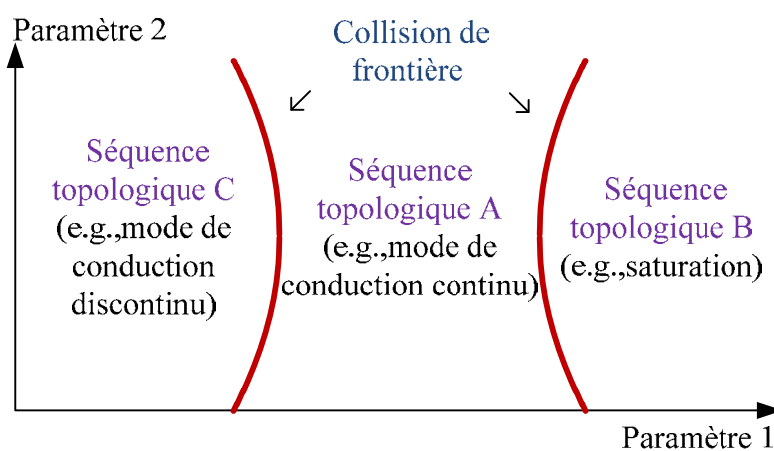 Paramètre 2
Collision de
frontière
Séquence
topologique C
(e.g.,mode de
conduction
discontinu)
Séquence
topologique A
(e.g.,mode de
conduction continu)
Séquence
topologique B
(e.g.,saturation)
Paramètre 1